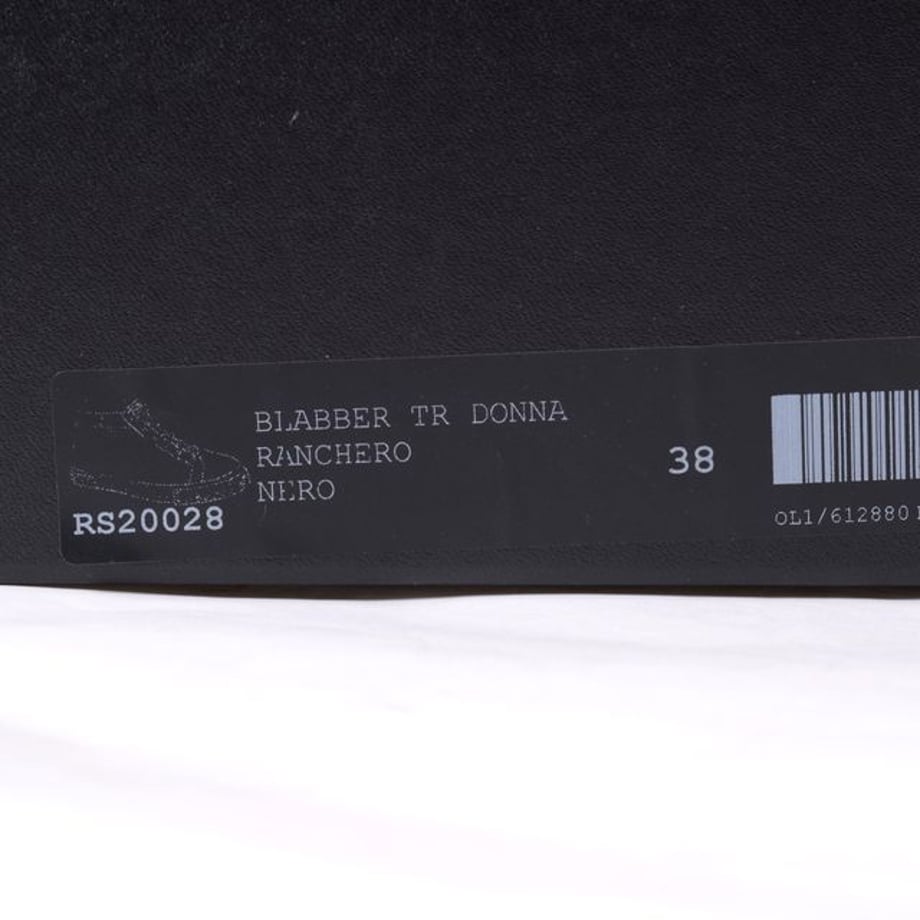 BLABBER TR DONNA
RANCHERO
NERO
38
RS20028
OL1/612880